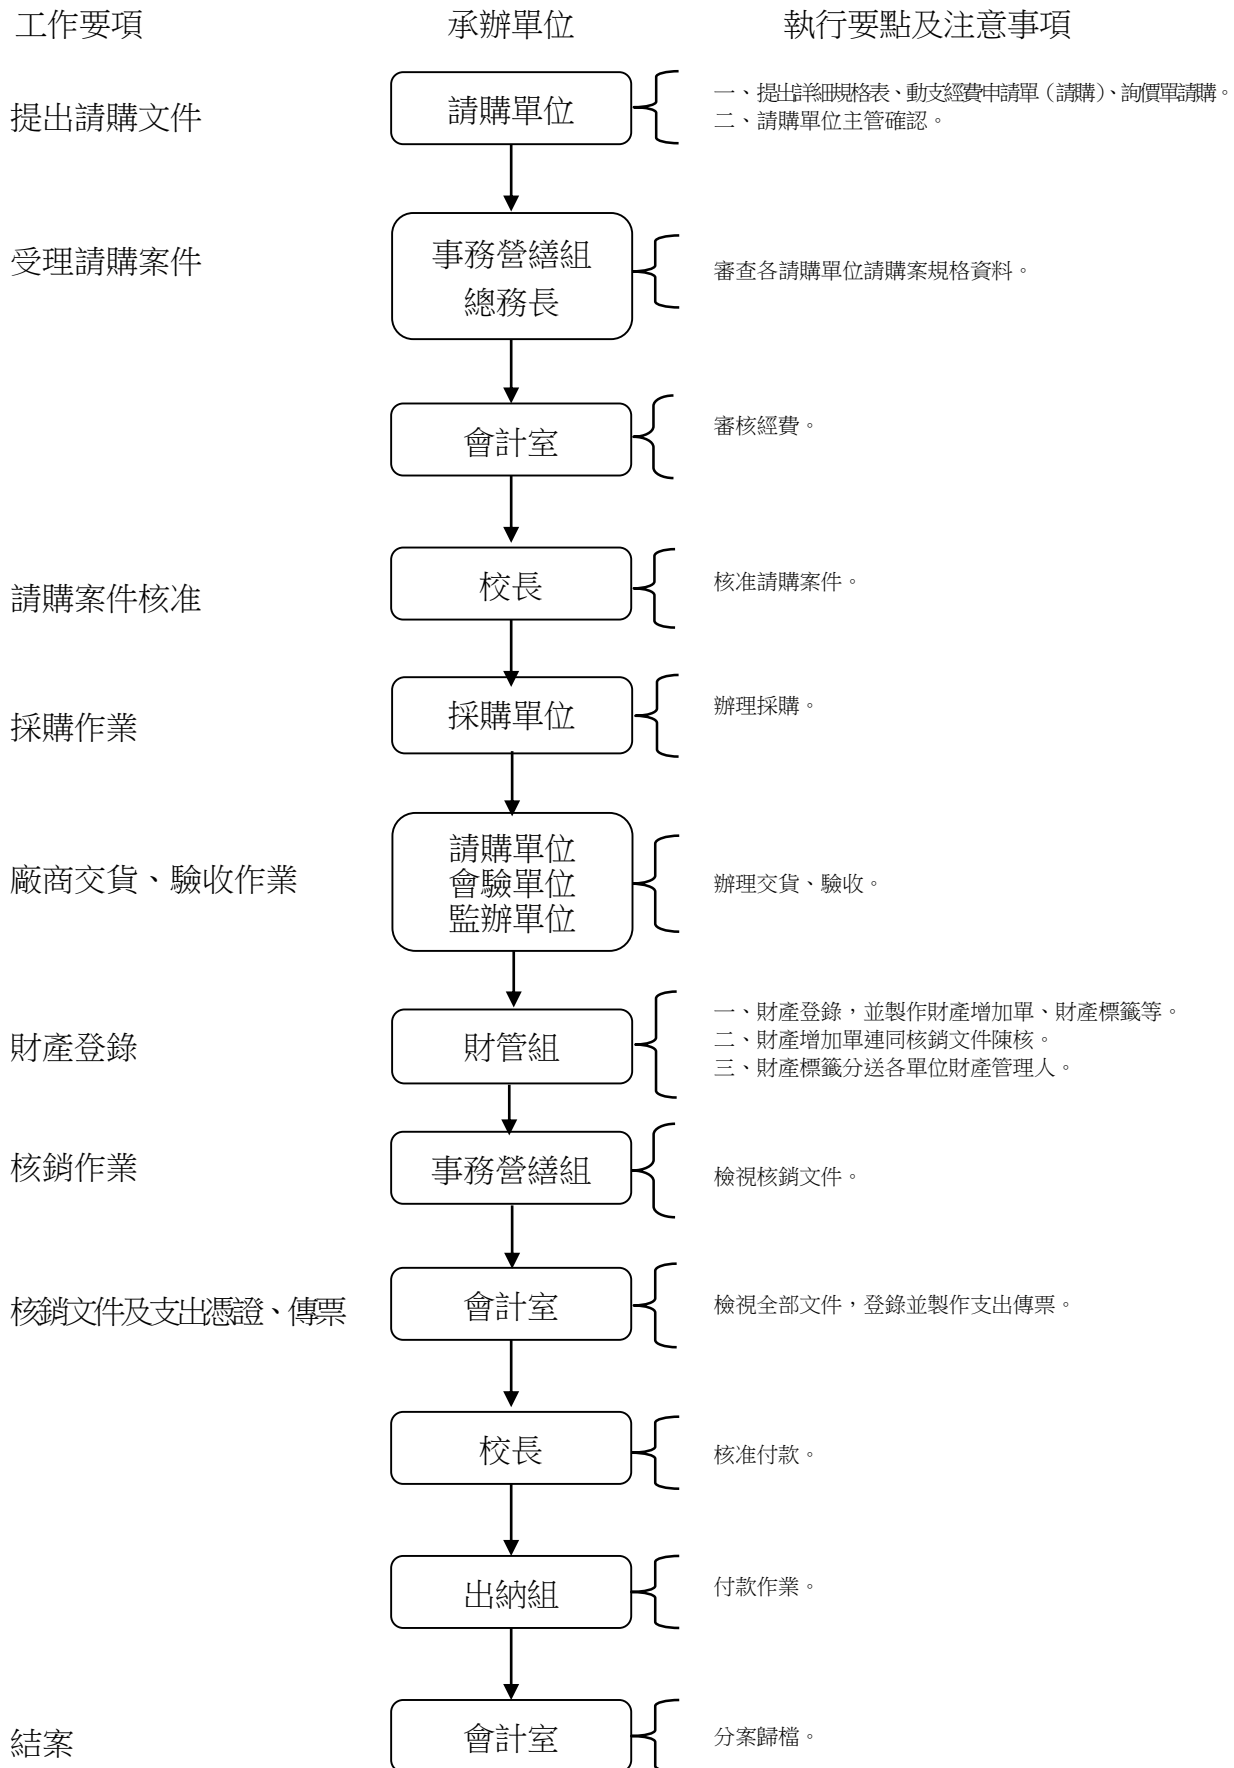 工作要項
承辦單位
執行要點及注意事項
提出請購文件
請購單位
一、提出詳細規格表、動支經費申請單（請購）、詢價單請購。
二、請購單位主管確認。
受理請購案件
事務營繕組
總務長
審查各請購單位請購案規格資料。
會計室
審核經費。
請購案件核准
校長
核准請購案件。
採購作業
採購單位
辦理採購。
廠商交貨、驗收作業
請購單位
會驗單位
監辦單位
辦理交貨、驗收。
財產登錄
財管組
一、財產登錄，並製作財產增加單、財產標籤等。
二、財產增加單連同核銷文件陳核。
三、財產標籤分送各單位財產管理人。
核銷作業
事務營繕組
檢視核銷文件。
核銷文件及支出憑證、傳票
會計室
檢視全部文件，登錄並製作支出傳票。
校長
核准付款。
出納組
付款作業。
結案
會計室
分案歸檔。